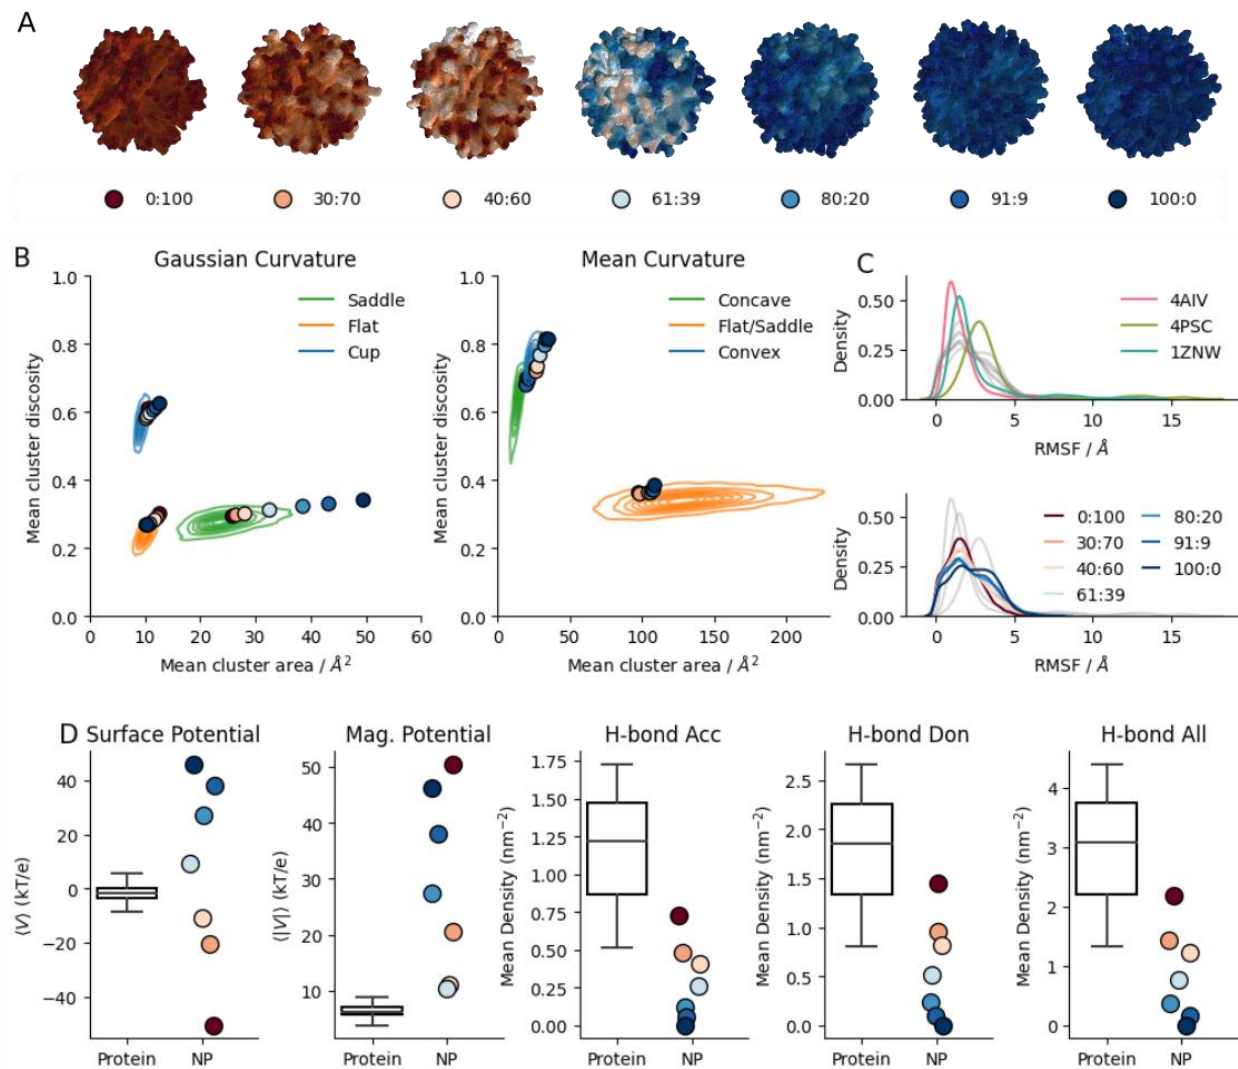 A
0:100 30:70 40:60 61:39 80:20 91:9 100:0
B
Gaussian Curvature
Mean cluster discosity
1.0
0.8
0.6
0.4
0.2
0.0
Saddle
Flat
Cup
0 10 20 30 40 50 60
Mean cluster area / Å²
Mean Curvature
Mean cluster discosity
1.0
0.8
0.6
0.4
0.2
0.0
Concave
Flat/Saddle
Convex
0 50 100 150 200
Mean cluster area / Å²
C
Density
0.50
0.25
0.00
4AIV
4PSC
1ZNW
0 5 10 15
RMSF / Å
Density
0.50
0.25
0.00
0:100 80:20
30:70 91:9
40:60 100:0
61:39
0 5 10 15
RMSF / Å
D
Surface Potential
⟨V⟩ (kT/e)
40
20
0
−20
−40
Protein NP
Mag. Potential
⟨|V|⟩ (kT/e)
50
40
30
20
10
Protein NP
H-bond Acc
Mean Density (nm⁻²)
1.75
1.50
1.25
1.00
0.75
0.50
0.25
0.00
Protein NP
H-bond Don
Mean Density (nm⁻²)
2.5
2.0
1.5
1.0
0.5
0.0
Protein NP
H-bond All
Mean Density (nm⁻²)
4
3
2
1
0
Protein NP